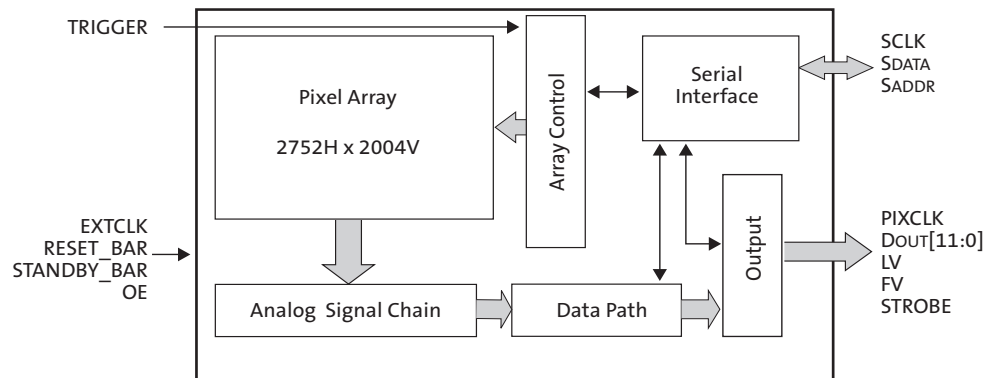 TRIGGER
Pixel Array
2752H x 2004V
Array Control
Serial
Interface
SCLK
SDATA
SADDR
EXTCLK
RESET_BAR
STANDBY_BAR
OE
Analog Signal Chain
Data Path
Output
PIXCLK
DOUT[11:0]
LV
FV
STROBE